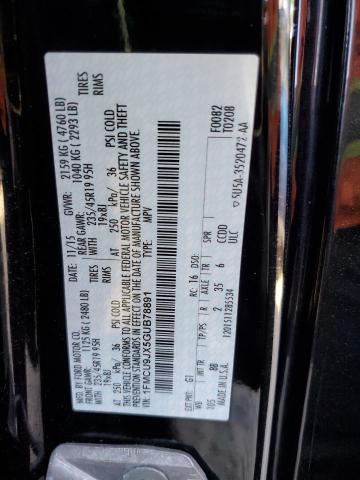 MFD. BY FORD MOTOR CO.
11/15
GVWR: 2159 KG ( 4760 LB)
FRONT GAWR: 1125 KG ( 2480 LB)
REAR GAWR: 1040 KG ( 2293 LB)
235/45R19 95H TIRES
235/45R19 95H TIRES
19x8J RIMS
19x8J RIMS
AT 250 kPa/ 36 PSI COLD
AT 250 kPa/ 36 PSI COLD
THIS VEHICLE CONFORMS TO ALL APPLICABLE FEDERAL MOTOR VEHICLE SAFETY AND THEFT
PREVENTION STANDARDS IN EFFECT ON THE DATE OF MANUFACTURE SHOWN ABOVE.
VIN: 1FMCU9JX5GUB78891
TYPE: MPV
F0082
T0208
EXT PNT: G1
RC: 16
DSO:
WB
INT TR
TP/PS
R
AXLE
TR
SPR
105
BB
2
35
6
CCDD
MADE IN U.S.A.
ULC
▽5U5A-3520472-AA